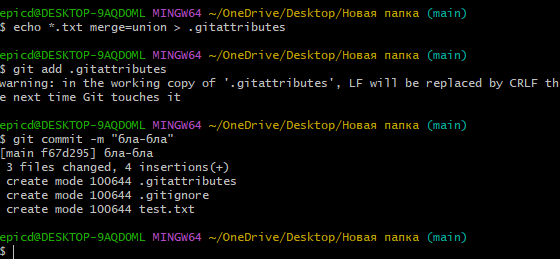 epicd@DESKTOP-9AQDOML MINGW64 ~/OneDrive/Desktop/Новая папка (main)
$ echo *.txt merge=union > .gitattributes
epicd@DESKTOP-9AQDOML MINGW64 ~/OneDrive/Desktop/Новая папка (main)
$ git add .gitattributes
warning: in the working copy of '.gitattributes', LF will be replaced by CRLF th
e next time Git touches it
epicd@DESKTOP-9AQDOML MINGW64 ~/OneDrive/Desktop/Новая папка (main)
$ git commit -m "бла-бла"
[main f67d295] бла-бла
 3 files changed, 4 insertions(+)
 create mode 100644 .gitattributes
 create mode 100644 .gitignore
 create mode 100644 test.txt
epicd@DESKTOP-9AQDOML MINGW64 ~/OneDrive/Desktop/Новая папка (main)
$